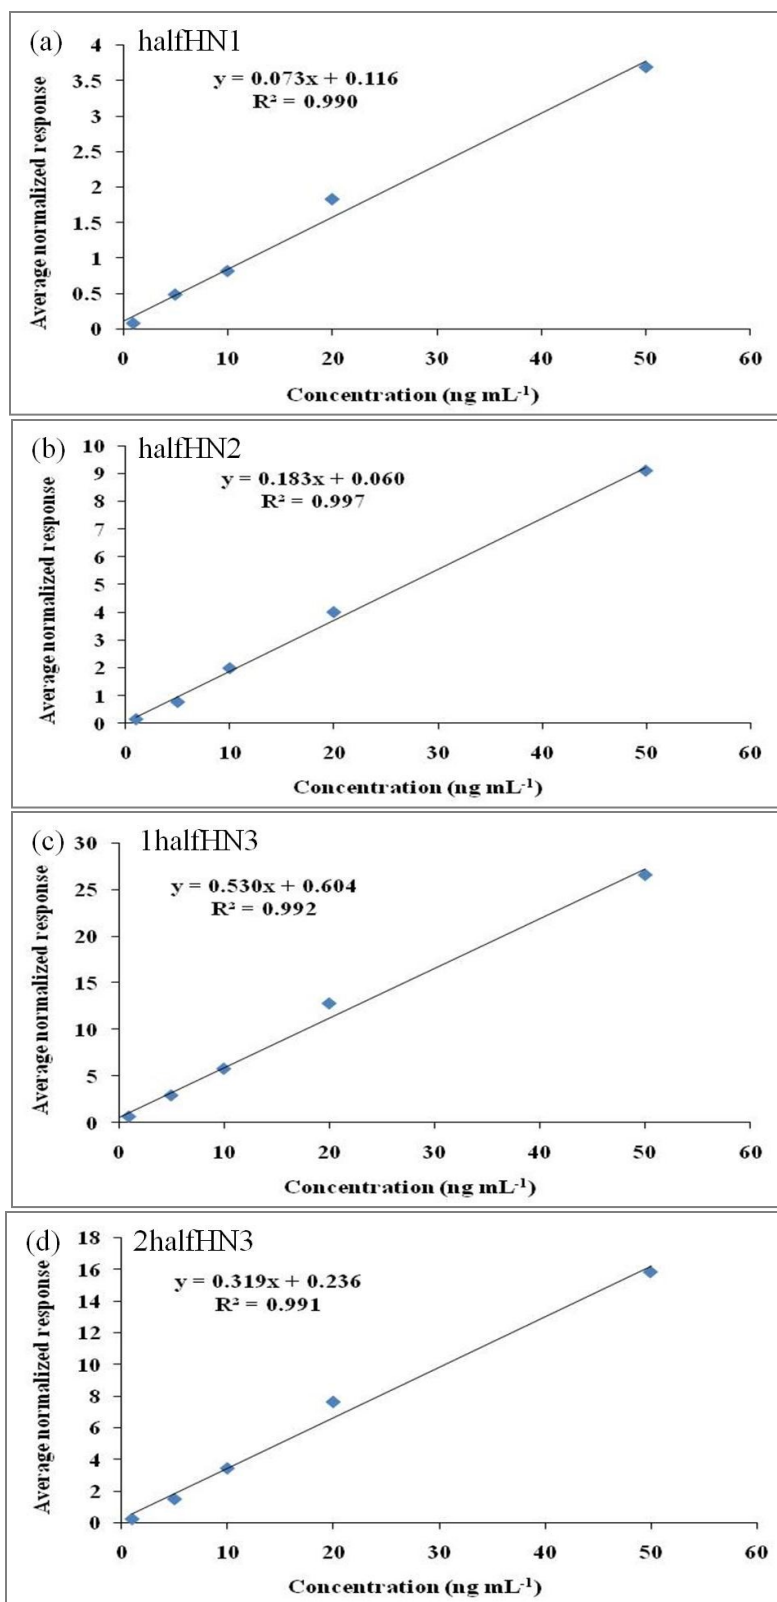 (a) halfHN1
y = 0.073x + 0.116
R² = 0.990
Average normalized response
4
3.5
3
2.5
2
1.5
1
0.5
0
0 10 20 30 40 50 60
Concentration (ng mL⁻¹)
(b) halfHN2
y = 0.183x + 0.060
R² = 0.997
Average normalized response
10
9
8
7
6
5
4
3
2
1
0
0 10 20 30 40 50 60
Concentration (ng mL⁻¹)
(c) 1halfHN3
y = 0.530x + 0.604
R² = 0.992
Average normalized response
30
25
20
15
10
5
0
0 10 20 30 40 50 60
Concentration (ng mL⁻¹)
(d) 2halfHN3
y = 0.319x + 0.236
R² = 0.991
Average normalized response
18
16
14
12
10
8
6
4
2
0
0 10 20 30 40 50 60
Concentration (ng mL⁻¹)